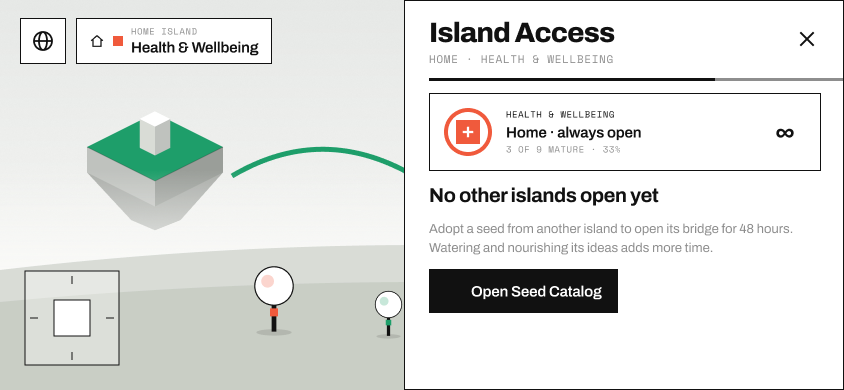 HOME ISLAND
Health & Wellbeing
Island Access
HOME · HEALTH & WELLBEING
HEALTH & WELLBEING
Home · always open
3 OF 9 MATURE · 33%
∞
No other islands open yet
Adopt a seed from another island to open its bridge for 48 hours.
Watering and nourishing its ideas adds more time.
Open Seed Catalog